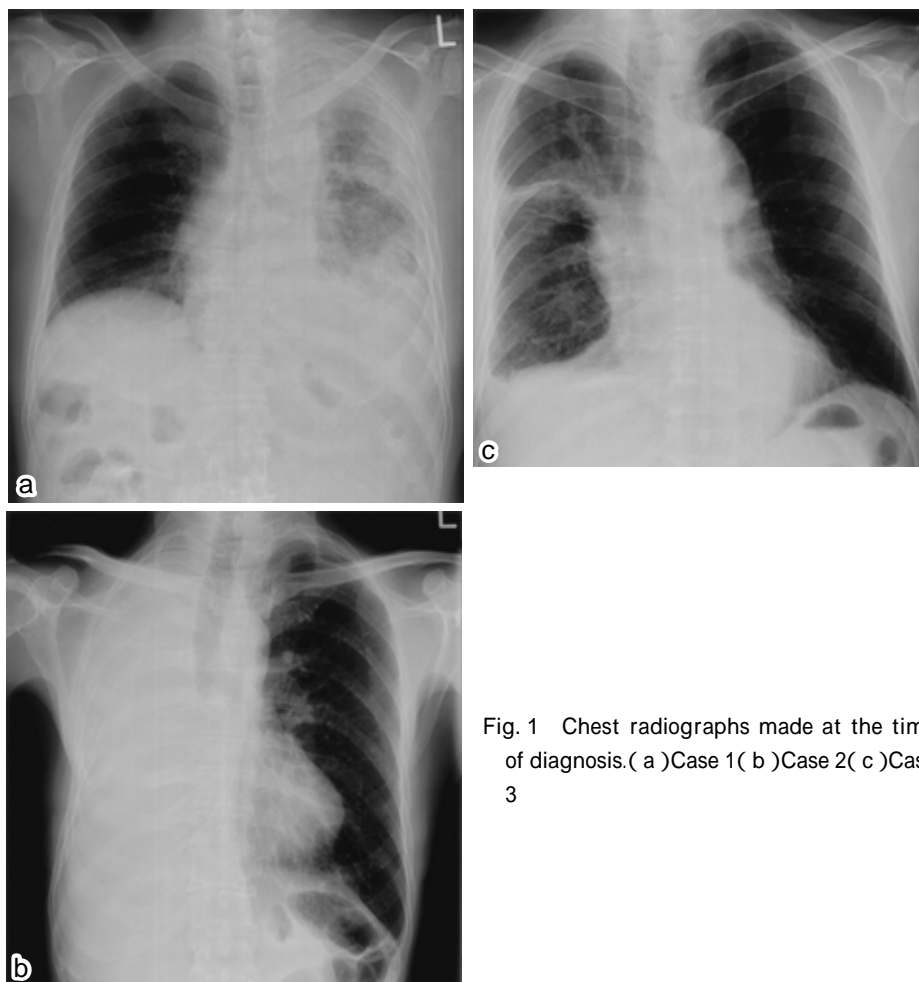 L
a
c
L
b
Fig. 1 Chest radiographs made at the tim
of diagnosis.( a )Case 1( b )Case 2( c )Cas
3